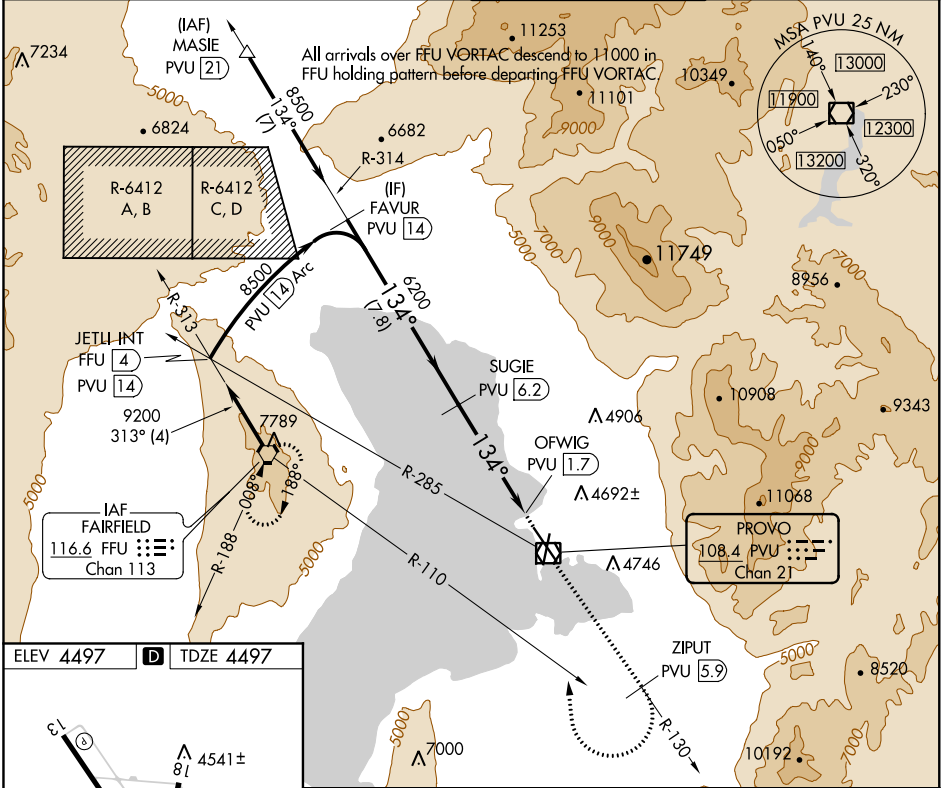 (IAF)
MASIE
PVU 21
All arrivals over FFU VORTAC descend to 11000 in
FFU holding pattern before departing FFU VORTAC.
7234
11253
11101
10349
MSA PVU 25 NM
140°
13000
230°
11900
050°
12300
13200
320°
5000
6824
8500
134°
(7)
6682
R-314
9000
R-6412
A, B
R-6412
C, D
(IF)
FAVUR
PVU 14
8500
PVU 14 Arc
R-313
6200
134°
(7.8)
9000
11749
5000
7000
8956
JETLI INT
FFU 4
PVU 14
9200
313° (4)
7789
SUGIE
PVU 6.2
4906
134°
OFWIG
PVU 1.7
4692±
10908
9343
9000
11068
R-285
008°
188°
R-188
R-110
IAF
FAIRFIELD
116.6 FFU
Chan 113
5000
5000
PROVO
108.4 PVU
Chan 21
4746
7000
ZIPUT
PVU 5.9
R-130
5000
8520
10192
5000
7000
ELEV 4497
D
TDZE 4497
13
P
4541±
18